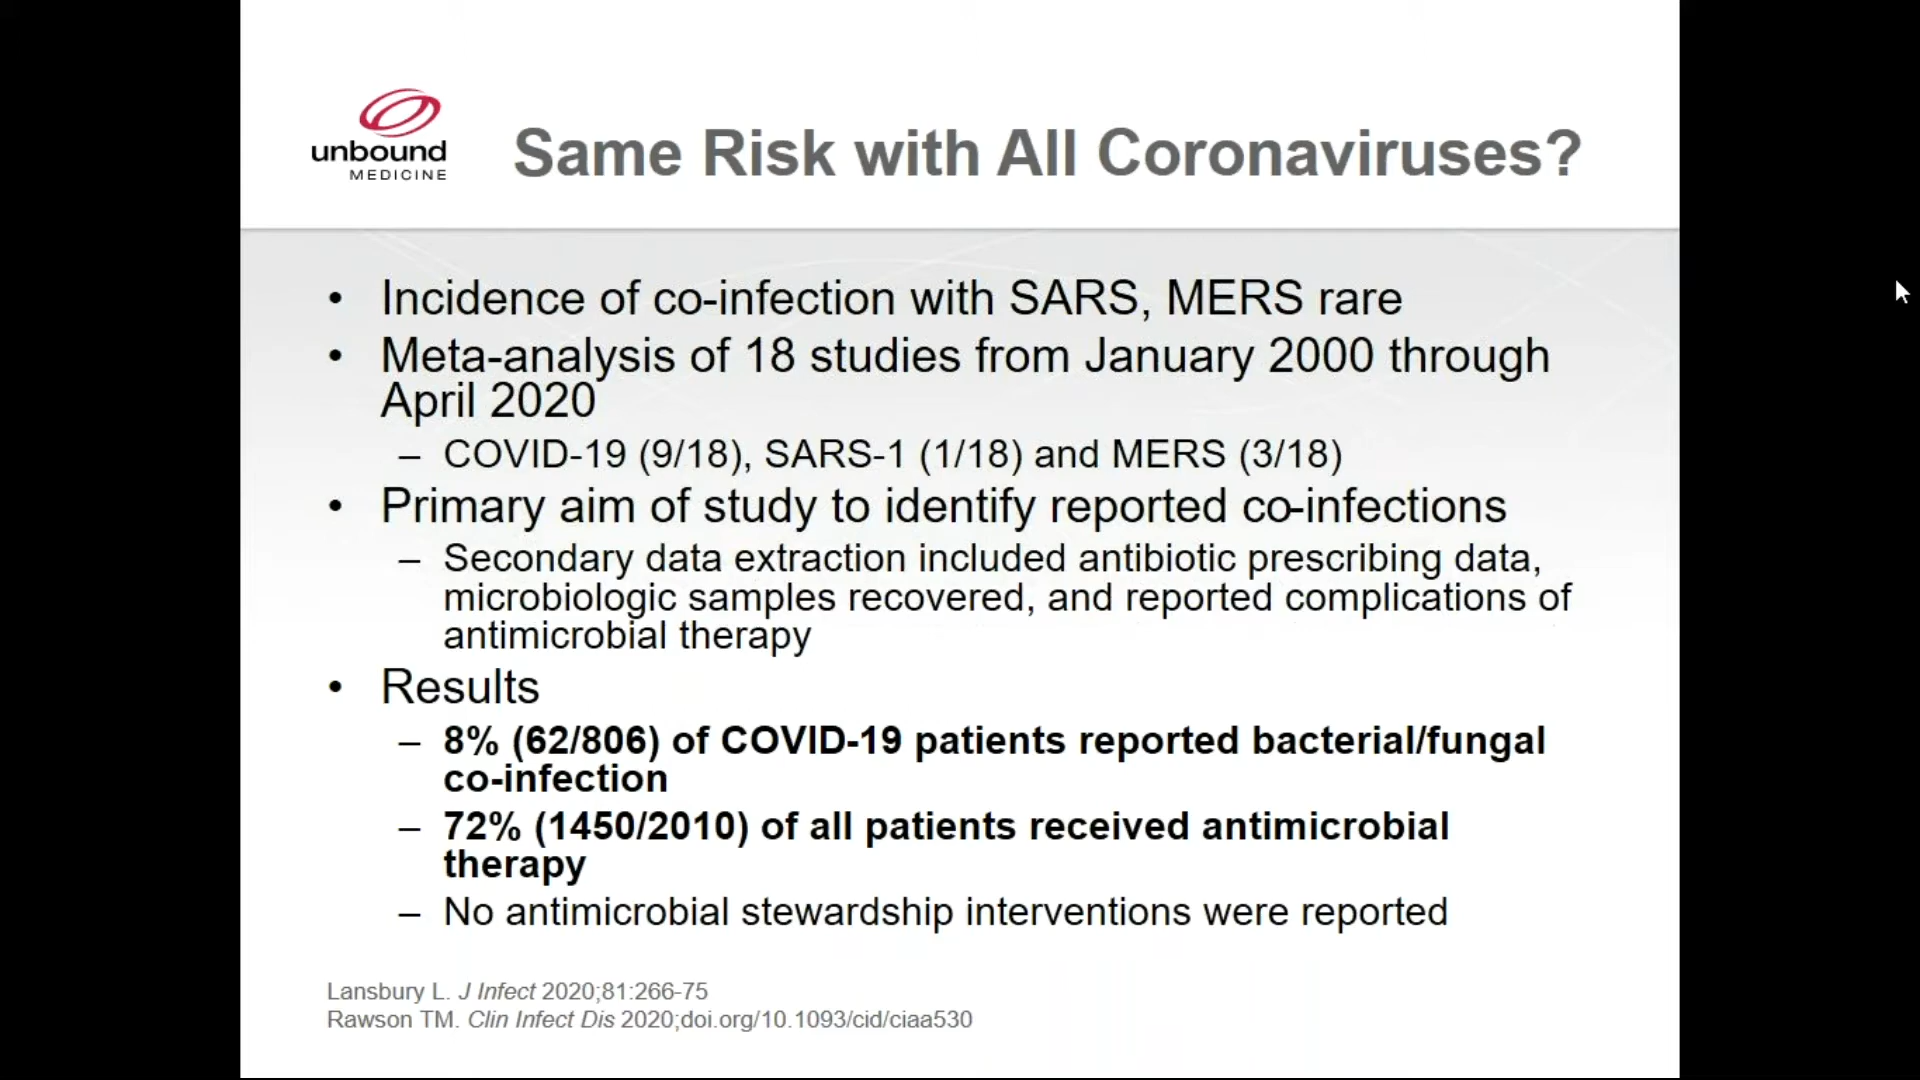 unbound
MEDICINE
Same Risk with All Coronaviruses?
• Incidence of co-infection with SARS, MERS rare
• Meta-analysis of 18 studies from January 2000 through
April 2020
– COVID-19 (9/18), SARS-1 (1/18) and MERS (3/18)
• Primary aim of study to identify reported co-infections
– Secondary data extraction included antibiotic prescribing data,
microbiologic samples recovered, and reported complications of
antimicrobial therapy
• Results
– 8% (62/806) of COVID-19 patients reported bacterial/fungal
co-infection
– 72% (1450/2010) of all patients received antimicrobial
therapy
– No antimicrobial stewardship interventions were reported
Lansbury L. J Infect 2020;81:266-75
Rawson TM. Clin Infect Dis 2020;doi.org/10.1093/cid/ciaa530